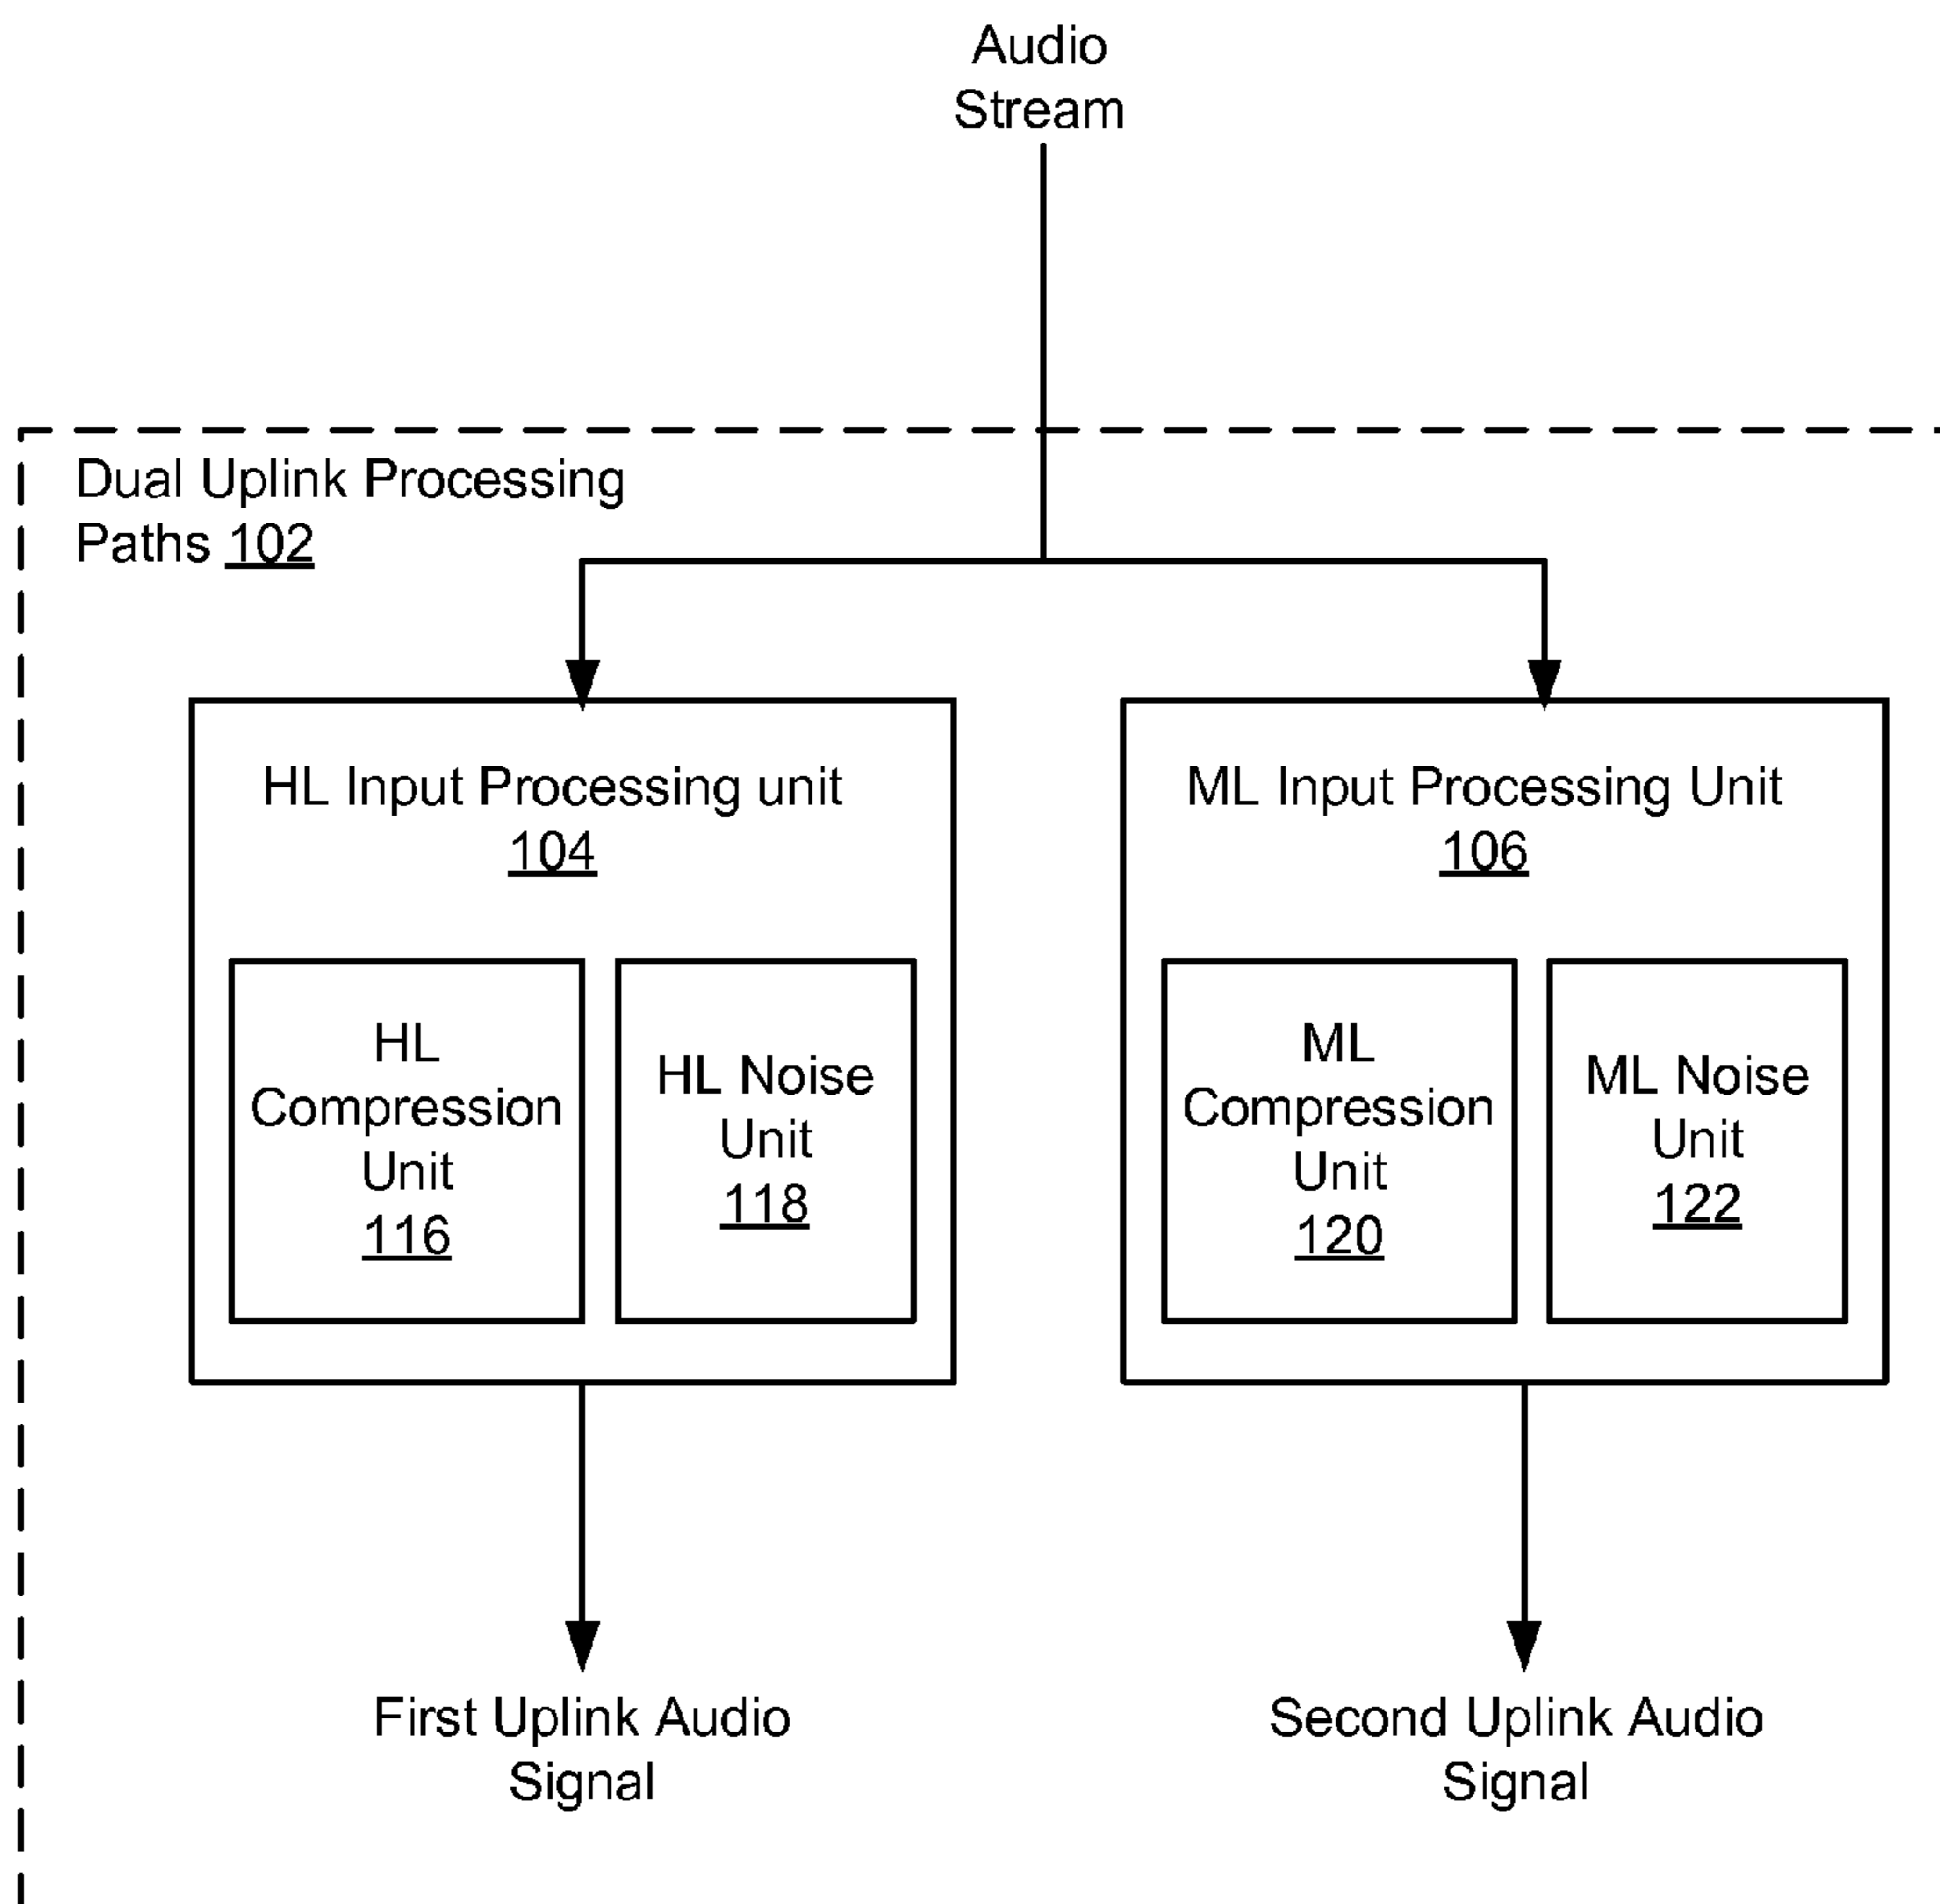 Audio
Stream
Dual Uplink Processing
Paths 102
HL Input Processing unit
104
ML Input Processing Unit
106
HL
Compression
Unit
116
HL Noise
Unit
118
ML
Compression
Unit
120
ML Noise
Unit
122
First Uplink Audio
Signal
Second Uplink Audio
Signal